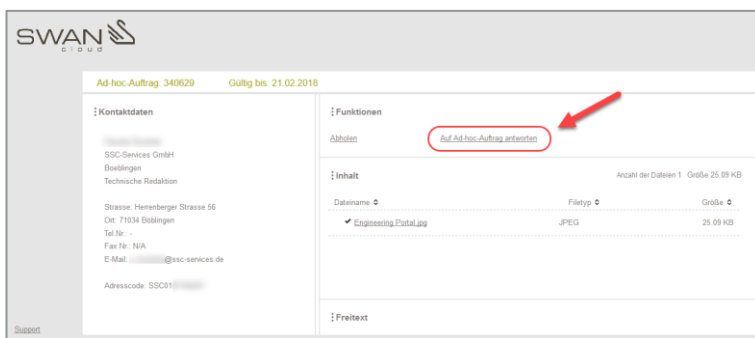 SWAN
cloud
Ad-hoc-Auftrag: 340629 Gültig bis: 21.02.2018
Kontaktdaten
SSC-Services GmbH
Boeblingen
Technische Redaktion
Strasse: Herrenberger Strasse 56
Ort: 71034 Böblingen
Tel.Nr.: -
Fax Nr.: N/A
E-Mail: @ssc-services.de
Adresscode: SSC01
Funktionen
Abholen Auf Ad-hoc-Auftrag antworten
Inhalt Anzahl der Dateien 1 Größe 25.09 KB
Dateiname Filetyp Größe
Engineering Portal.jpg JPEG 25.09 KB
Freitext
Support